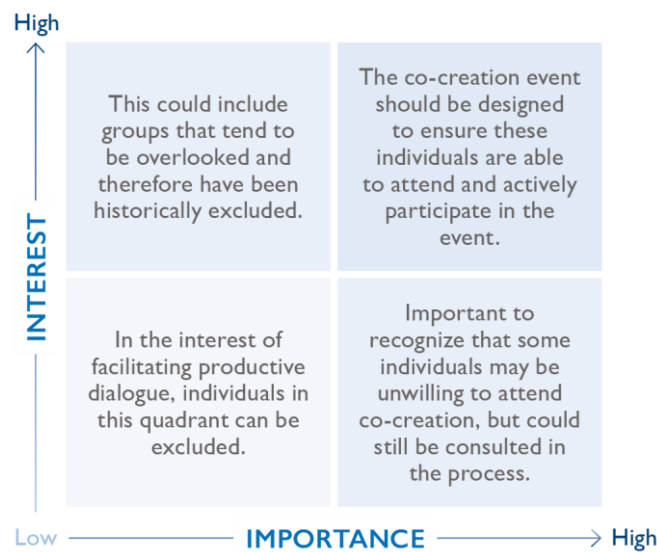 High
This could include
groups that tend to
be overlooked and
therefore have been
historically excluded.
The co-creation event
should be designed
to ensure these
individuals are able
to attend and actively
participate in the
event.
INTEREST
In the interest of
facilitating productive
dialogue, individuals in
this quadrant can be
excluded.
Important to
recognize that some
individuals may be
unwilling to attend
co-creation, but could
still be consulted in
the process.
Low
IMPORTANCE
High